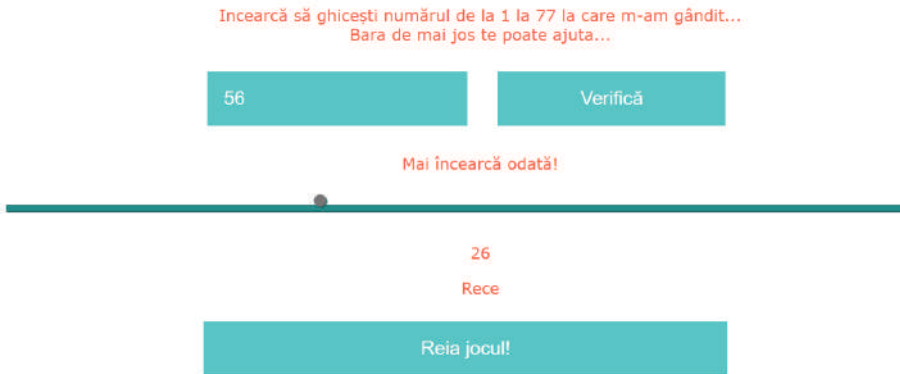 Incearcă să ghicești numărul de la 1 la 77 la care m-am gândit...
Bara de mai jos te poate ajuta...
56
Verifică
Mai încearcă odată!
26
Rece
Reia jocul!